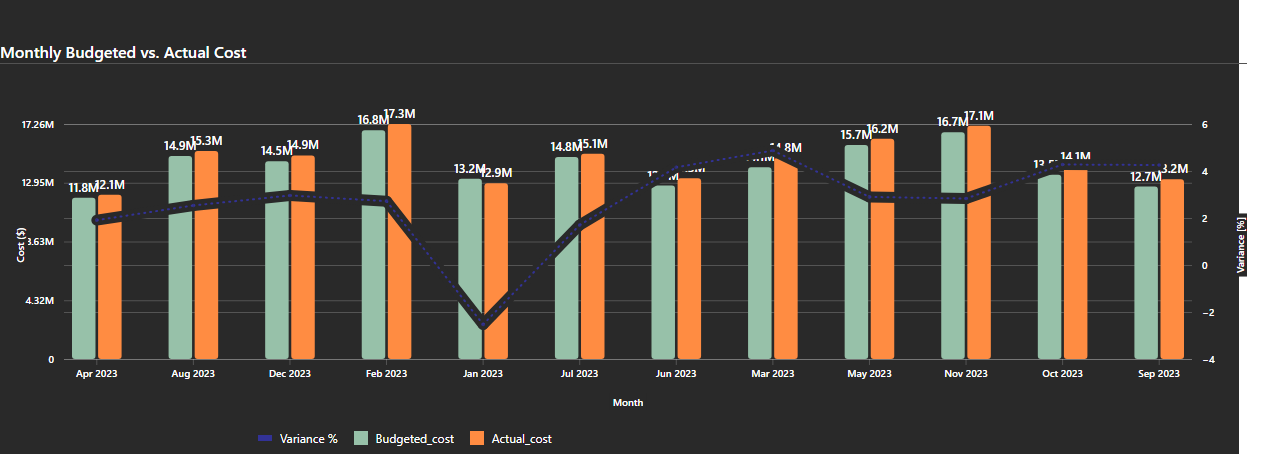 Monthly Budgeted vs. Actual Cost
17.26M
12.95M
3.63M
4.32M
0
Cost ($)
11.8M 12.1M
14.9M 15.3M
14.5M 14.9M
16.8M 17.3M
13.2M 12.9M
14.8M 15.1M
15.7M 16.2M
16.7M 17.1M
14.1M
12.7M
6
4
2
0
−2
−4
Variance [%]
Apr 2023 Aug 2023 Dec 2023 Feb 2023 Jan 2023 Jul 2023 Jun 2023 Mar 2023 May 2023 Nov 2023 Oct 2023 Sep 2023
Month
Variance % Budgeted_cost Actual_cost